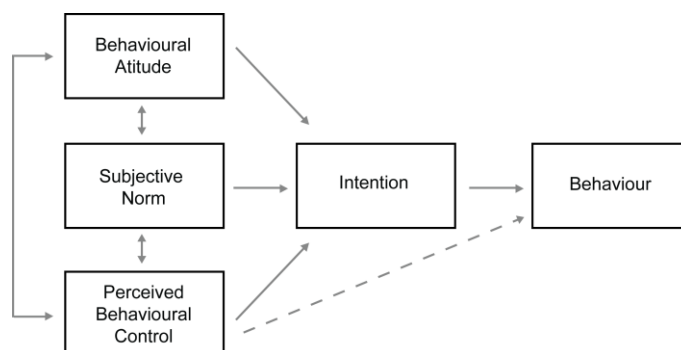 Behavioural
Atitude
Subjective
Norm
Intention
Behaviour
Perceived
Behavioural
Control